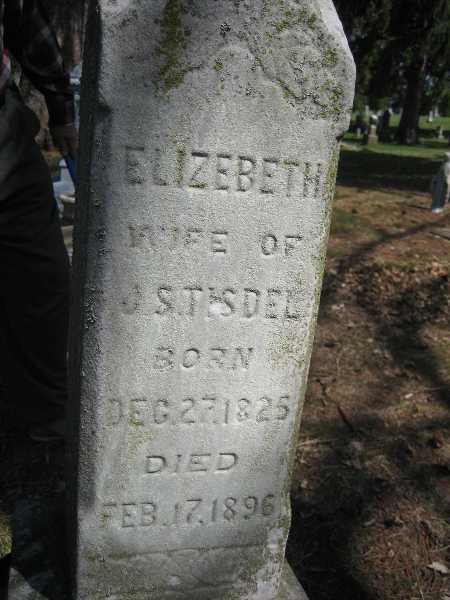 ELIZEBETH
WIFE OF
J.S. TISDEL
BORN
DEC. 27, 1825
DIED
FEB. 17, 1896